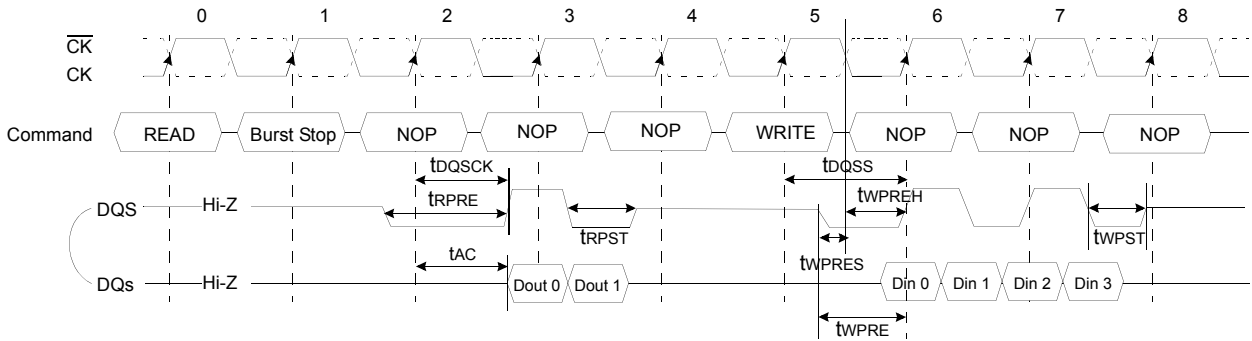 0 1 2 3 4 5 6 7 8
CK
CK
Command READ Burst Stop NOP NOP NOP WRITE NOP NOP NOP
tDQSCK tDQSS
tRPRE tWPREH
DQS Hi-Z
tRPST tWPST
tAC tWPRES
DQs Hi-Z Dout 0 Dout 1 Din 0 Din 1 Din 2 Din 3
tWPRE